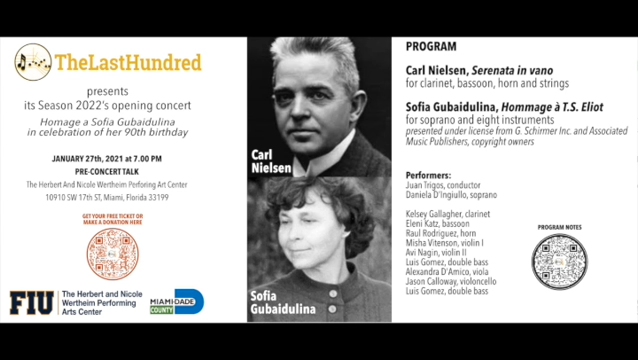 TheLastHundred
presents
its Season 2022's opening concert
Homage a Sofia Gubaidulina
in celebration of her 90th birthday
JANUARY 27th, 2021 at 7.00 PM
PRE-CONCERT TALK
The Herbert And Nicole Wertheim Perforing Art Center
10910 SW 17th ST, Miami, Florida 33199
GET YOUR FREE TICKET OR
MAKE A DONATION HERE
FIU
The Herbert and Nicole
Wertheim Performing
Arts Center
MIAMI-DADE
COUNTY
Carl
Nielsen
Sofia
Gubaidulina
PROGRAM
Carl Nielsen, Serenata in vano
for clarinet, bassoon, horn and strings
Sofia Gubaidulina, Hommage à T.S. Eliot
for soprano and eight instruments
presented under license from G. Schirmer Inc. and Associated
Music Publishers, copyright owners
Performers:
Juan Trigos, conductor
Daniela D'Ingiullo, soprano
Kelsey Gallagher, clarinet
Eleni Katz, bassoon
Raul Rodriguez, horn
Misha Vitenson, violin I
Avi Nagin, violin II
Luis Gomez, double bass
Alexandra D'Amico, viola
Jason Calloway, violoncello
Luis Gomez, double bass
PROGRAM NOTES